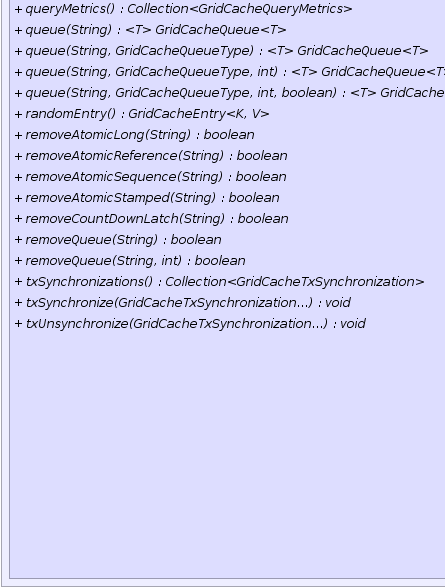 + queryMetrics() : Collection<GridCacheQueryMetrics>
+ queue(String) : <T> GridCacheQueue<T>
+ queue(String, GridCacheQueueType) : <T> GridCacheQueue<T>
+ queue(String, GridCacheQueueType, int) : <T> GridCacheQueue<T>
+ queue(String, GridCacheQueueType, int, boolean) : <T> GridCache
+ randomEntry() : GridCacheEntry<K, V>
+ removeAtomicLong(String) : boolean
+ removeAtomicReference(String) : boolean
+ removeAtomicSequence(String) : boolean
+ removeAtomicStamped(String) : boolean
+ removeCountDownLatch(String) : boolean
+ removeQueue(String) : boolean
+ removeQueue(String, int) : boolean
+ txSynchronizations() : Collection<GridCacheTxSynchronization>
+ txSynchronize(GridCacheTxSynchronization...) : void
+ txUnsynchronize(GridCacheTxSynchronization...) : void